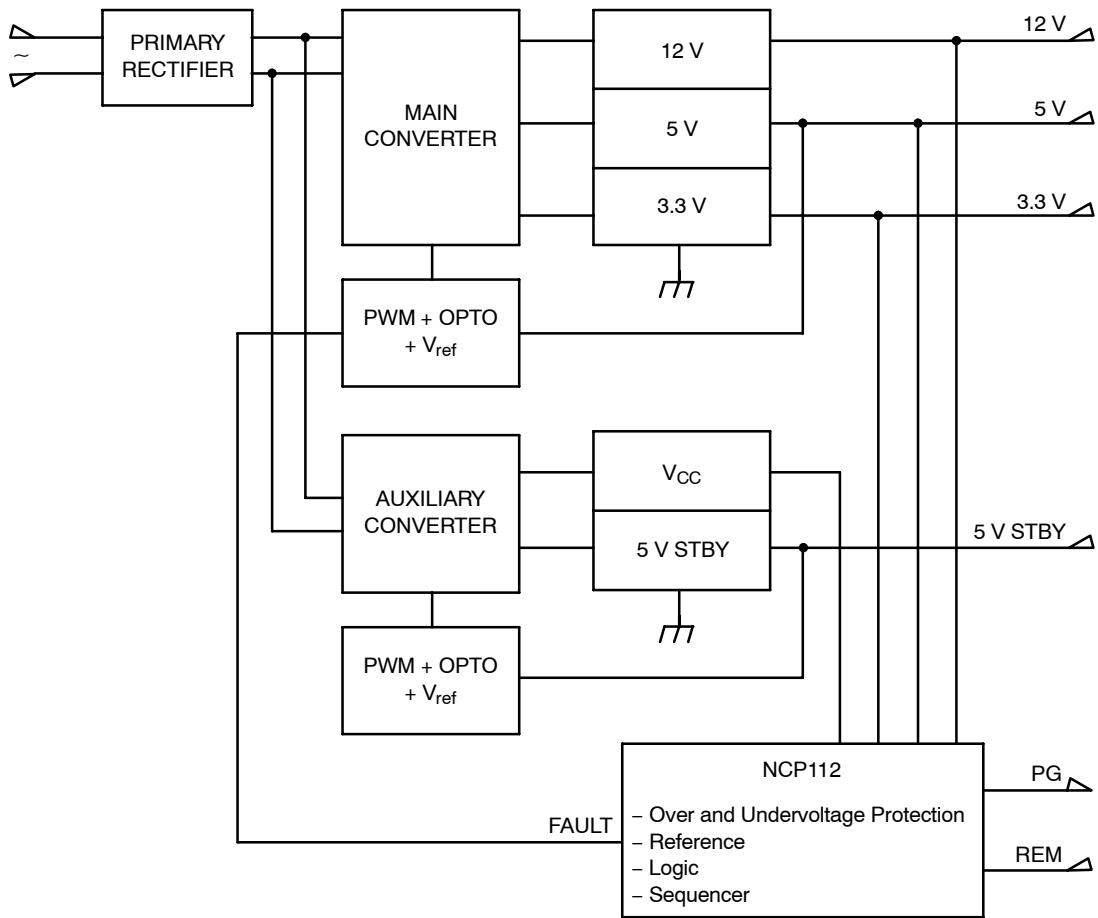 PRIMARY
RECTIFIER
~
MAIN
CONVERTER
12 V
5 V
3.3 V
12 V
5 V
3.3 V
PWM + OPTO
+ Vref
AUXILIARY
CONVERTER
VCC
5 V STBY
5 V STBY
PWM + OPTO
+ Vref
NCP112
– Over and Undervoltage Protection
– Reference
– Logic
– Sequencer
FAULT
PG
REM